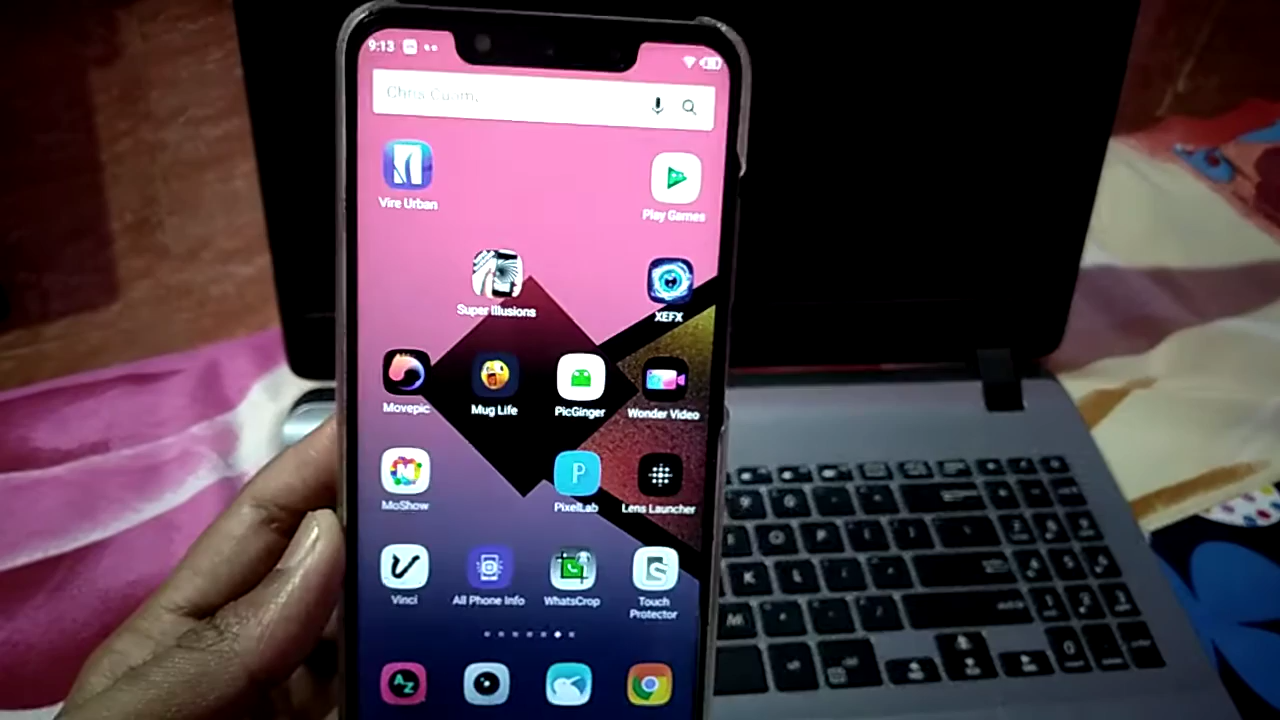 9:13
Vire Urban
Play Games
Super Illusions
XEFX
Movepic
Mug Life
PicGinger
Wonder Video
MoShow
PixelLab
Lens Launcher
Vinci
All Phone Info
WhatsCrop
Touch
Protector